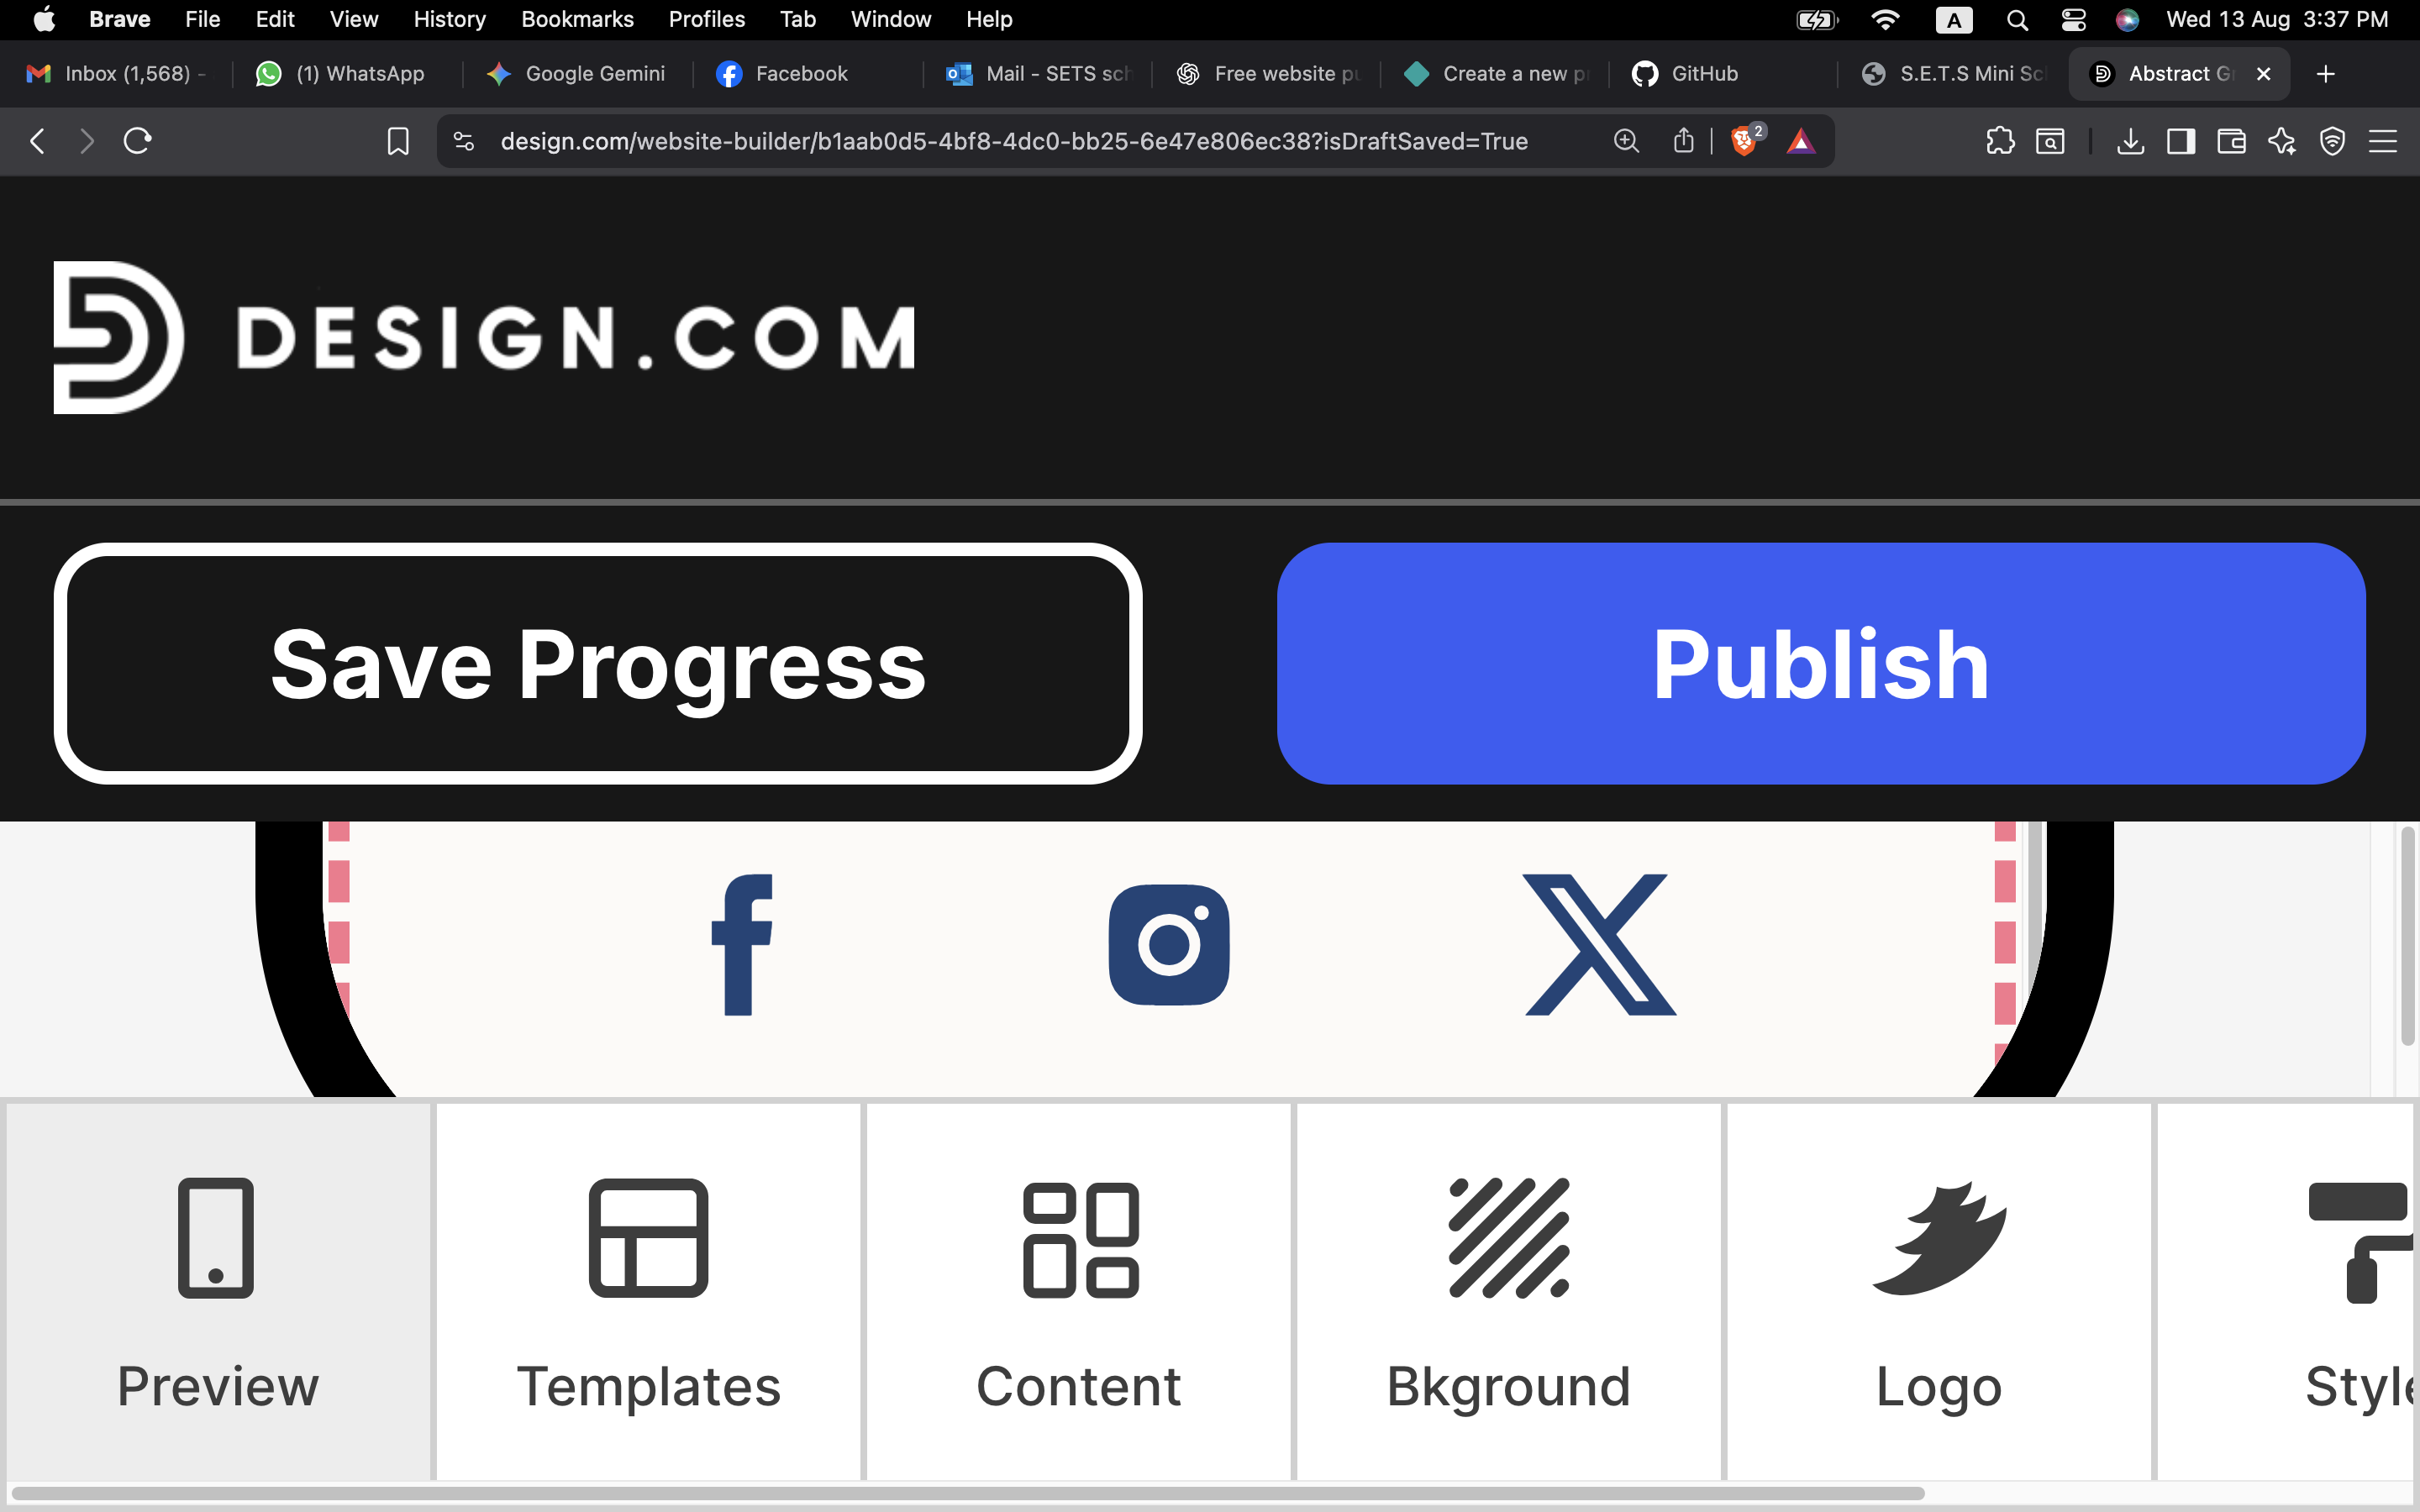 Brave File Edit View History Bookmarks Profiles Tab Window Help A Wed 13 Aug 3:37 PM
Inbox (1,568) - (1) WhatsApp Google Gemini Facebook Mail - SETS sch Free website pu Create a new p GitHub S.E.T.S Mini Sc Abstract Gr
design.com/website-builder/b1aab0d5-4bf8-4dc0-bb25-6e47e806ec38?isDraftSaved=True 2
DESIGN.COM
Save Progress Publish
Preview Templates Content Bkground Logo Style